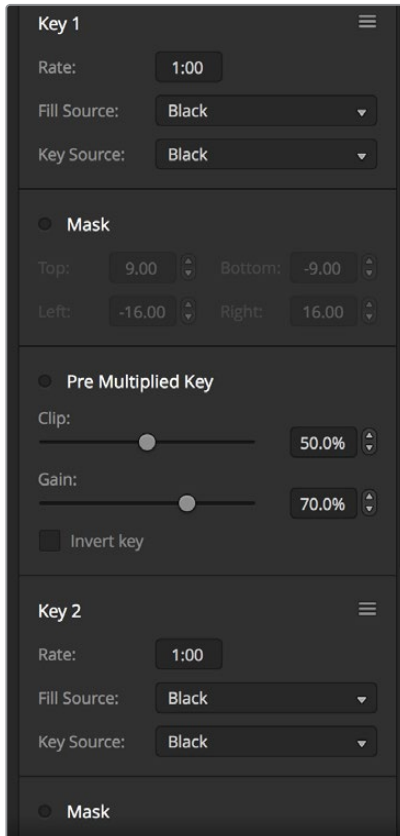 Key 1
Rate: 1:00
Fill Source: Black
Key Source: Black
Mask
Top: 9.00 Bottom: -9.00
Left: -16.00 Right: 16.00
Pre Multiplied Key
Clip:
50.0%
Gain:
70.0%
Invert key
Key 2
Rate: 1:00
Fill Source: Black
Key Source: Black
Mask